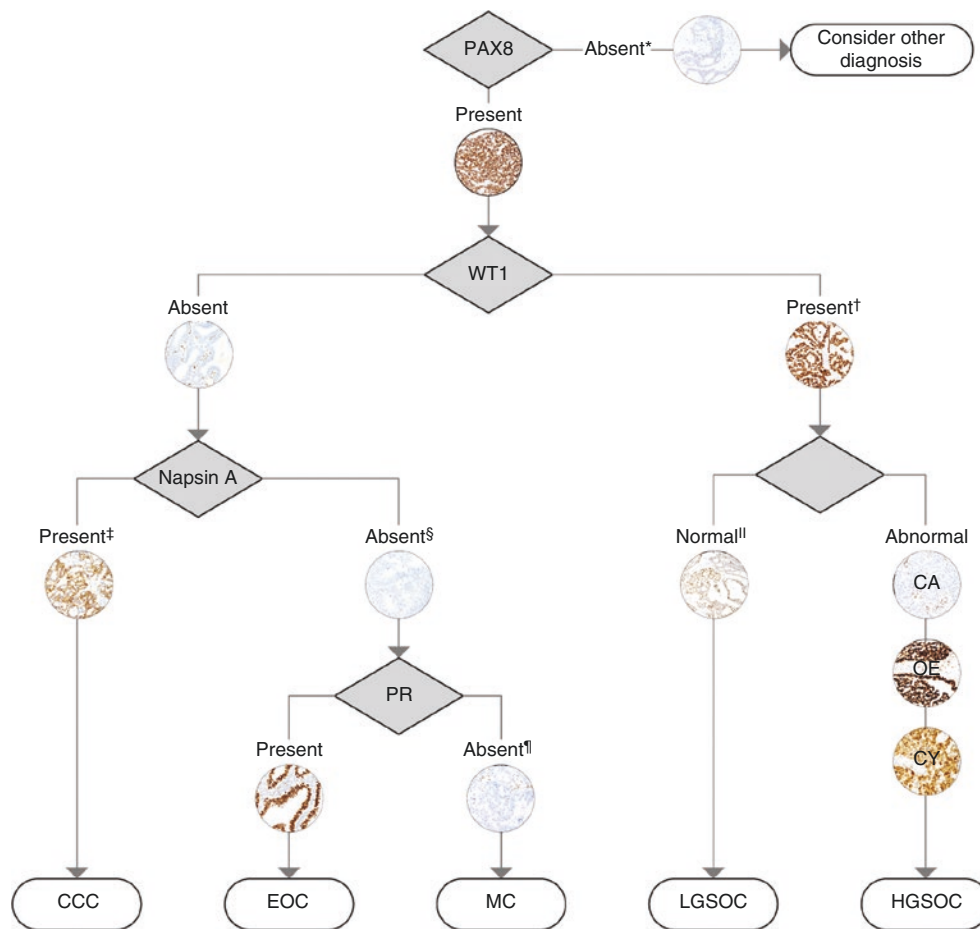 PAX8
Absent*
Consider other
diagnosis
Present
WT1
Absent
Present†
Napsin A
Present‡
Absent§
Normal||
Abnormal
CA
OE
CY
PR
Present
Absent¶
CCC
EOC
MC
LGSOC
HGSOC